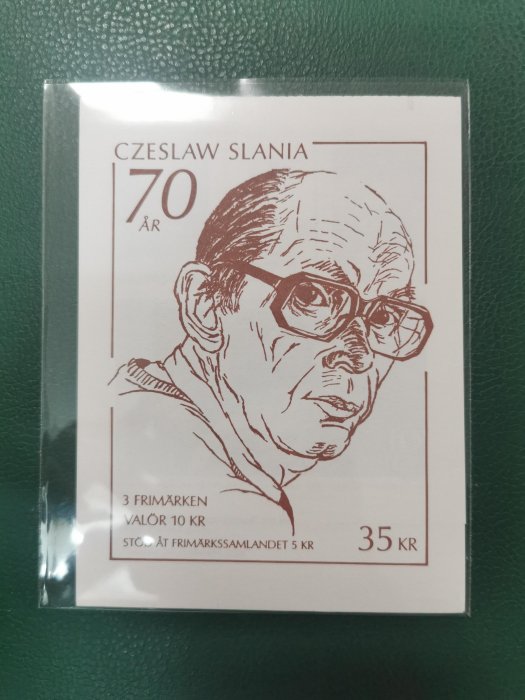 CZESLAW SLANIA
70
ÅR
3 FRIMÄRKEN
VALÖR 10 KR
STÖD ÅT FRIMÄRKSSAMLANDET 5 KR
35 KR